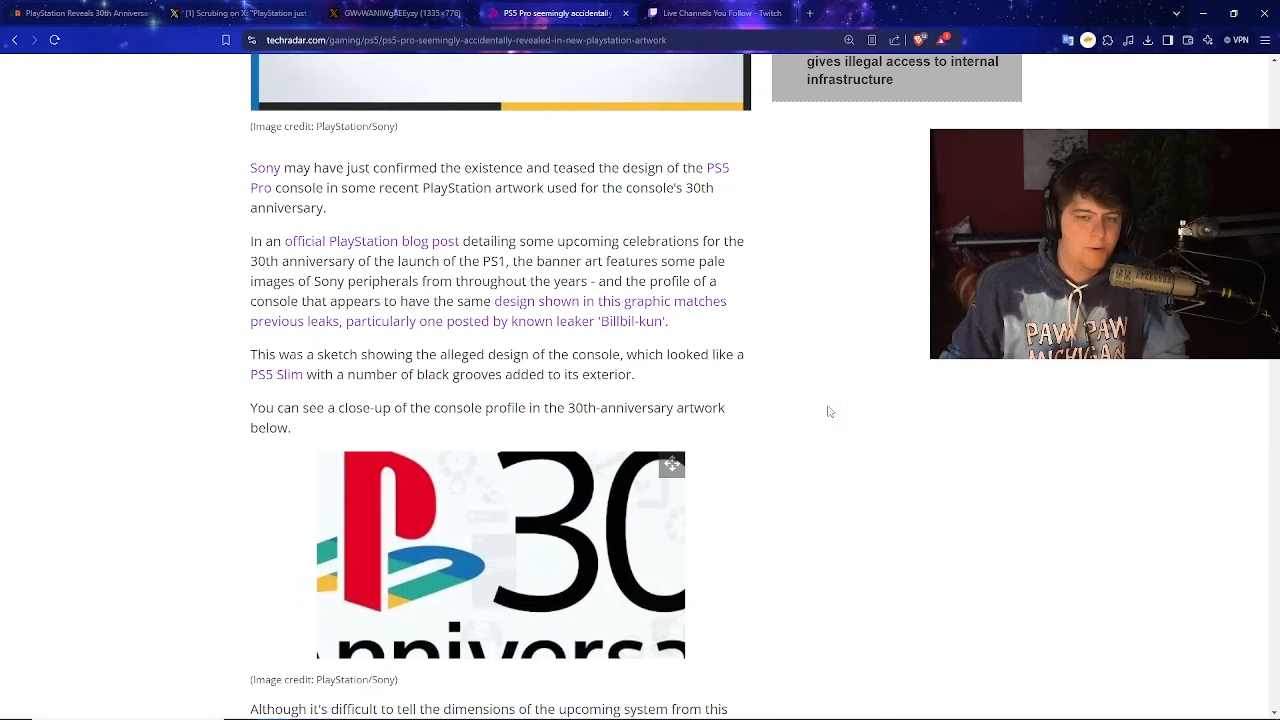 PlayStation Reveals 30th Anniversa
(1) Scrubing on X: "PlayStation just
GWvWANIWgAEEyzy (1335×776)
PS5 Pro seemingly accidentally
Live Channels You Follow - Twitch
techradar.com/gaming/ps5/ps5-pro-seemingly-accidentally-revealed-in-new-playstation-artwork
VPN
gives illegal access to internal
infrastructure
(Image credit: PlayStation/Sony)
Sony may have just confirmed the existence and teased the design of the PS5
Pro console in some recent PlayStation artwork used for the console's 30th
anniversary.
In an official PlayStation blog post detailing some upcoming celebrations for the
30th anniversary of the launch of the PS1, the banner art features some pale
images of Sony peripherals from throughout the years - and the profile of a
console that appears to have the same design shown in this graphic matches
previous leaks, particularly one posted by known leaker 'Billbil-kun'.
This was a sketch showing the alleged design of the console, which looked like a
PS5 Slim with a number of black grooves added to its exterior.
You can see a close-up of the console profile in the 30th-anniversary artwork
below.
30
Anniversa
(Image credit: PlayStation/Sony)
Although it's difficult to tell the dimensions of the upcoming system from this
PAW PAW
MICHIGAN